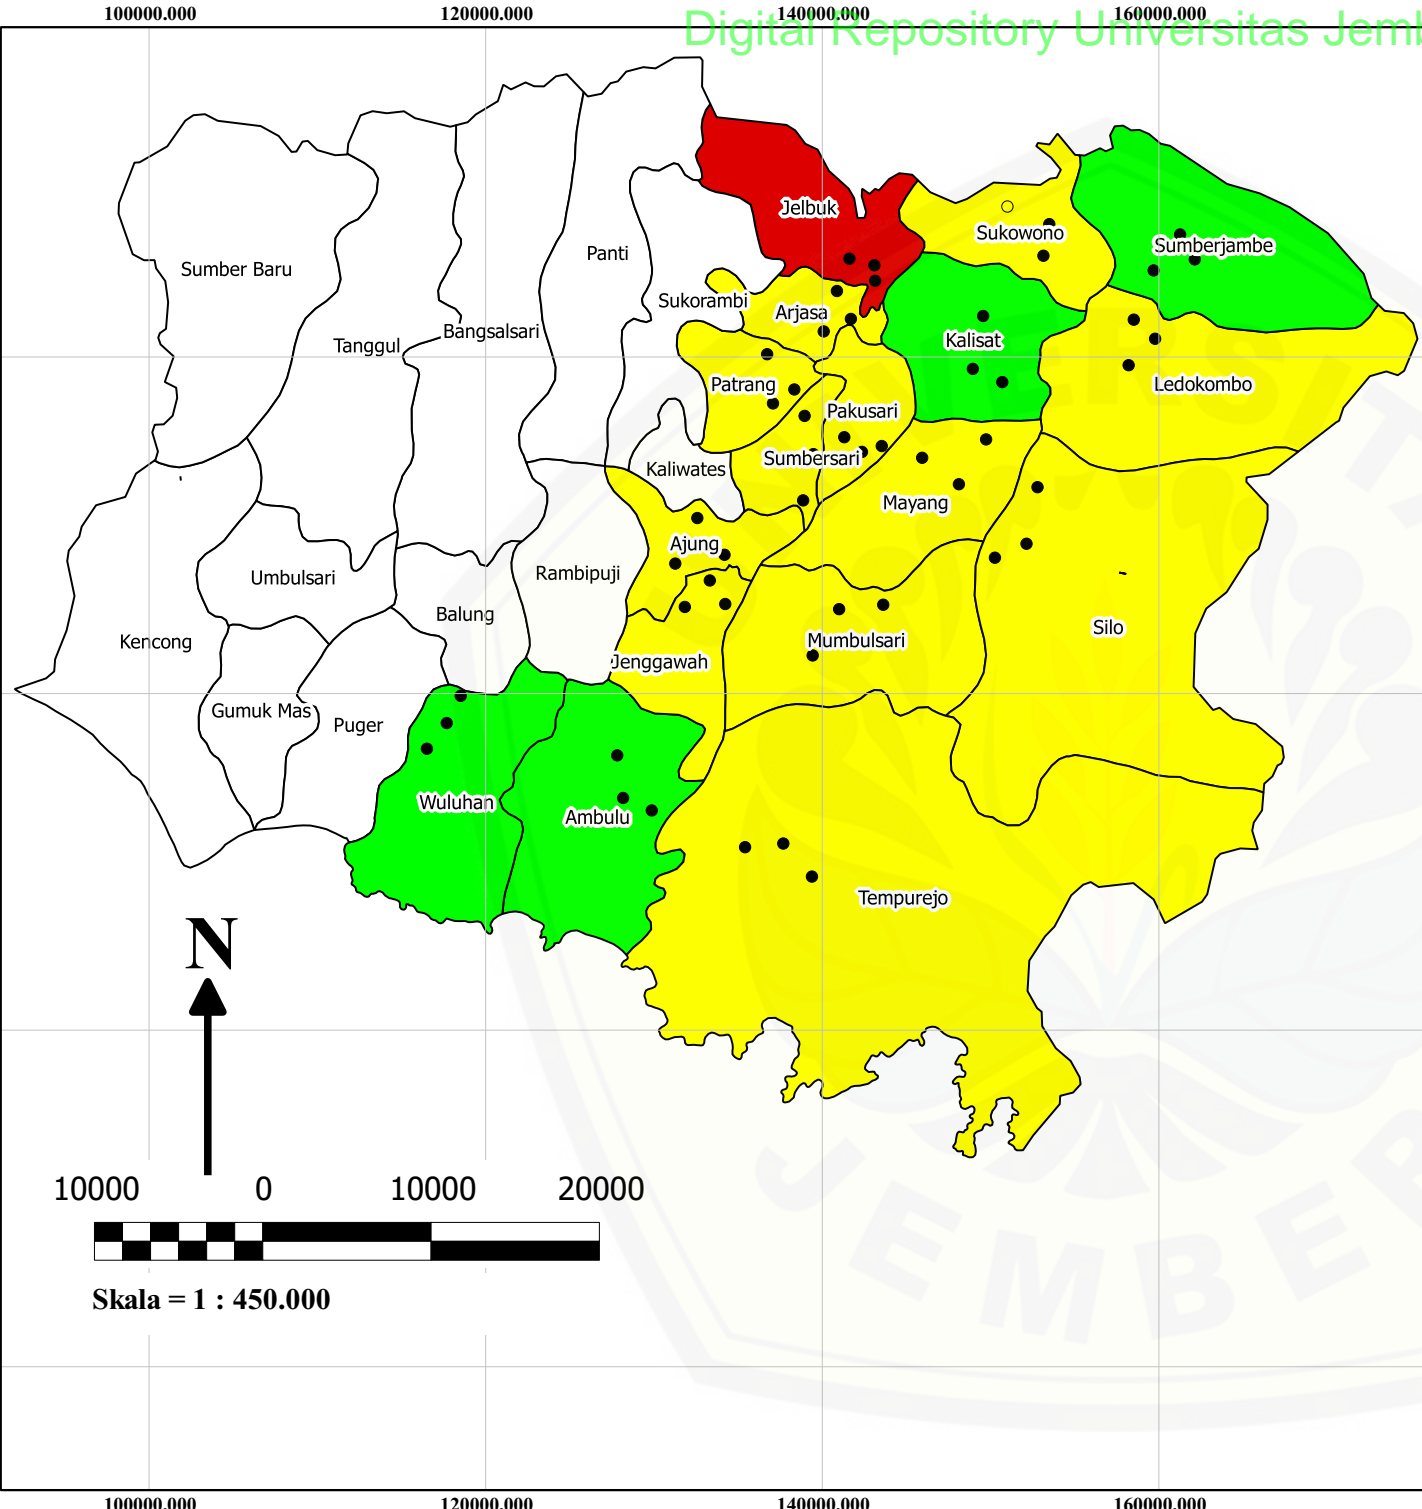 100000.000 120000.000 140000.000 160000.000
Digital Repository Universitas Jemb
Jelbuk
Sukowono
Sumberjambe
Panti
Sumber Baru
Sukorambi
Arjasa
Bangsalsari
Kalisat
Tanggul
Patrang
Ledokombo
Pakusari
Sumbersari
Kaliwates
Mayang
Ajung
Rambipuji
Umbulsari
Balung
Silo
Kencong
Mumbulsari
Jenggawah
Gumuk Mas
Puger
Wuluhan
Ambulu
Tempurejo
N
UNIVERSIT
JEMBER
10000 0 10000 20000
Skala = 1 : 450.000
100000.000 120000.000 140000.000 160000.000